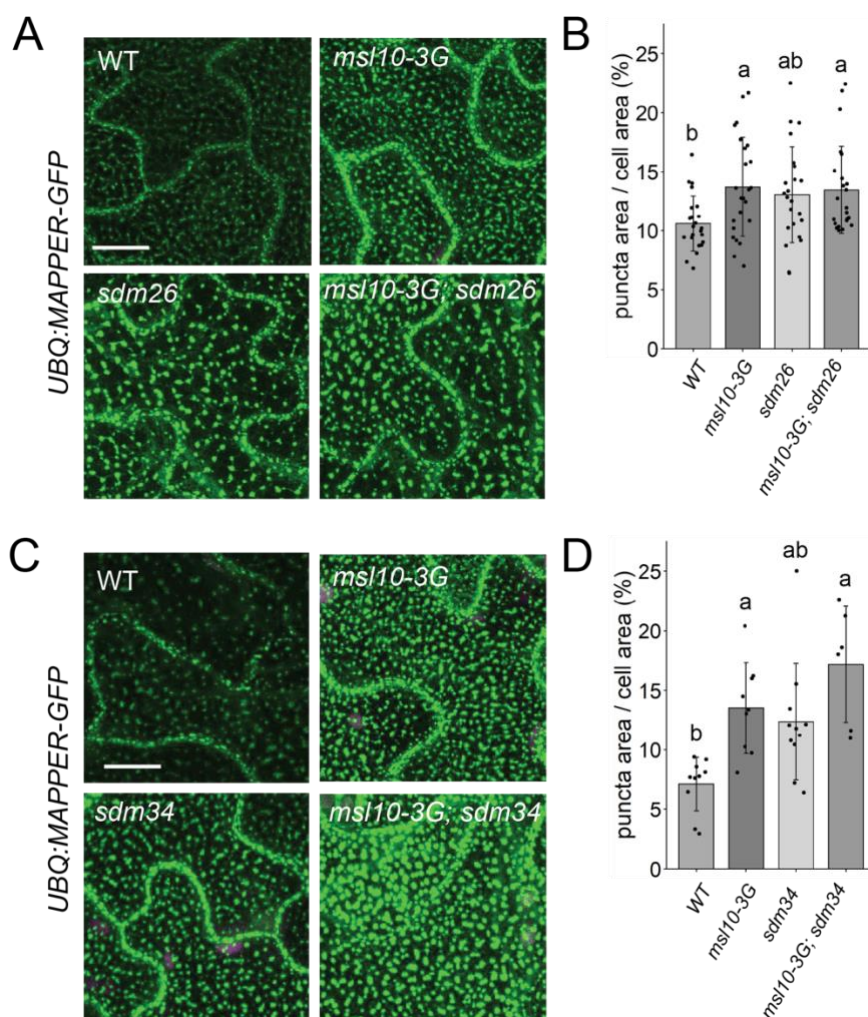 A
UBQ:MAPPER-GFP
WT
msl10-3G
sdm26
msl10-3G; sdm26
B
puncta area / cell area (%)
25
20
15
10
5
0
b
a
ab
a
WT
msl10-3G
sdm26
msl10-3G; sdm26
C
UBQ:MAPPER-GFP
WT
msl10-3G
sdm34
msl10-3G; sdm34
D
puncta area / cell area (%)
25
20
15
10
5
0
b
a
ab
a
WT
msl10-3G
sdm34
msl10-3G; sdm34